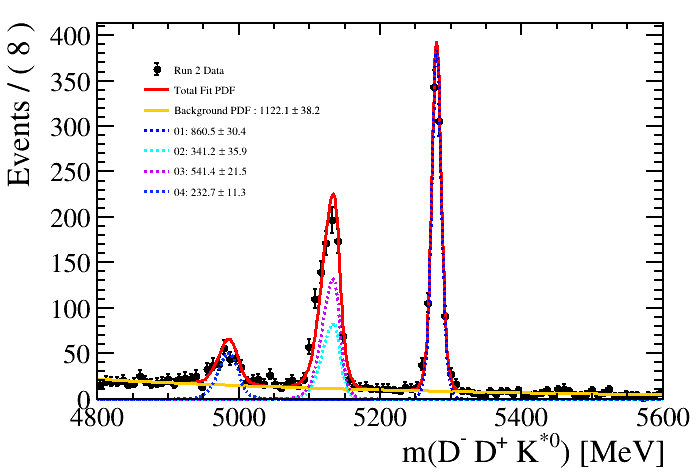 Events / ( 8 )
400
350
300
250
200
150
100
50
0
Run 2 Data
Total Fit PDF
Background PDF : 1122.1 ± 38.2
01: 860.5 ± 30.4
02: 341.2 ± 35.9
03: 541.4 ± 21.5
04: 232.7 ± 11.3
4800 5000 5200 5400 5600
m(D⁻ D⁺ K*⁰) [MeV]